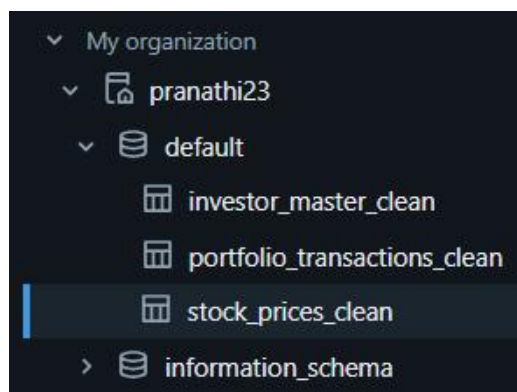 My organization
pranathi23
default
investor_master_clean
portfolio_transactions_clean
stock_prices_clean
information_schema